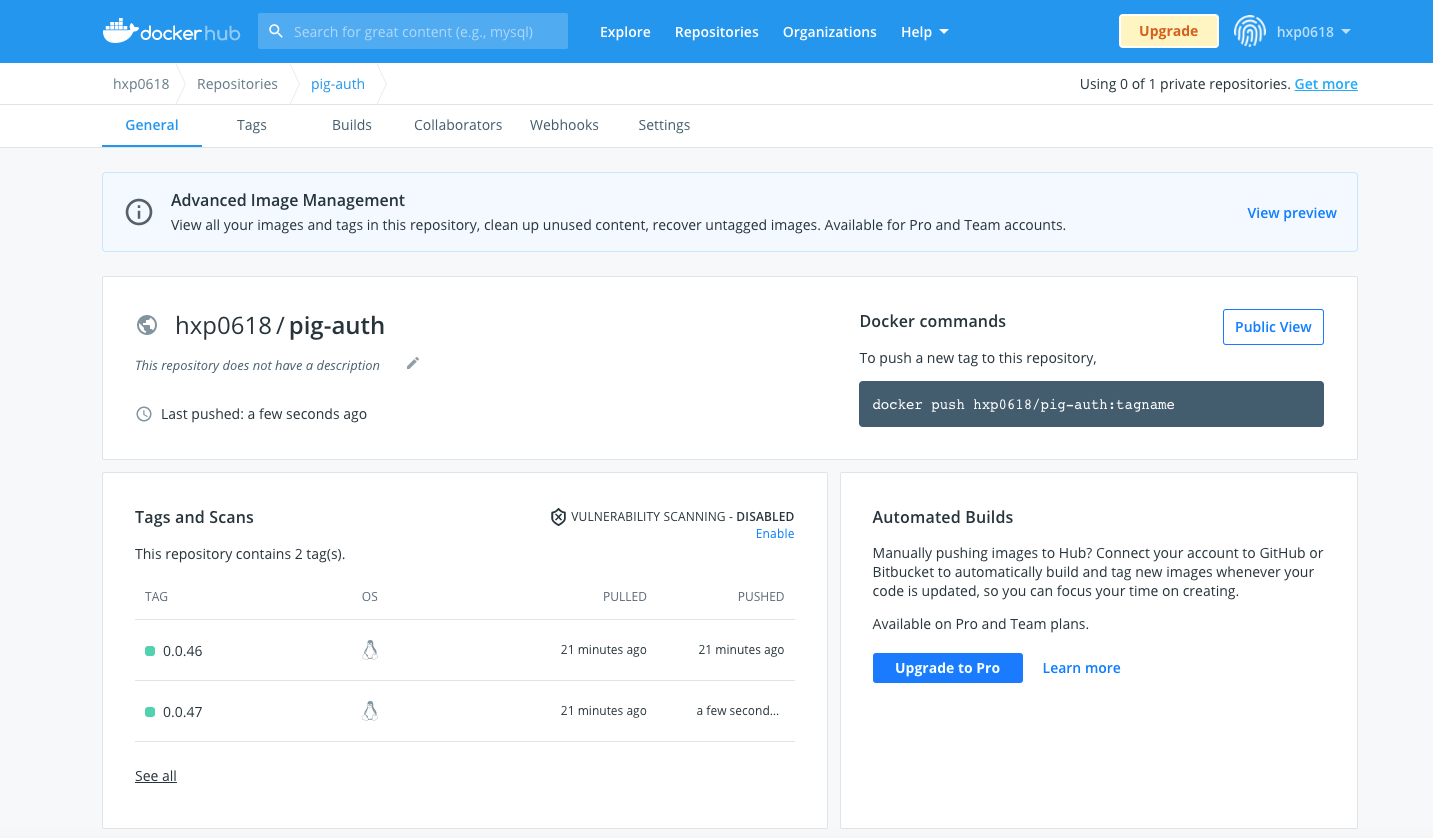 docker hub
Search for great content (e.g., mysql)
Explore
Repositories
Organizations
Help
Upgrade
hxp0618
hxp0618
Repositories
pig-auth
Using 0 of 1 private repositories. Get more
General
Tags
Builds
Collaborators
Webhooks
Settings
Advanced Image Management
View all your images and tags in this repository, clean up unused content, recover untagged images. Available for Pro and Team accounts.
View preview
hxp0618 / pig-auth
This repository does not have a description
Last pushed: a few seconds ago
Docker commands
Public View
To push a new tag to this repository,
docker push hxp0618/pig-auth:tagname
Tags and Scans
VULNERABILITY SCANNING - DISABLED
Enable
This repository contains 2 tag(s).
TAG OS PULLED PUSHED
0.0.46 21 minutes ago 21 minutes ago
0.0.47 21 minutes ago a few second...
See all
Automated Builds
Manually pushing images to Hub? Connect your account to GitHub or
Bitbucket to automatically build and tag new images whenever your
code is updated, so you can focus your time on creating.
Available on Pro and Team plans.
Upgrade to Pro
Learn more